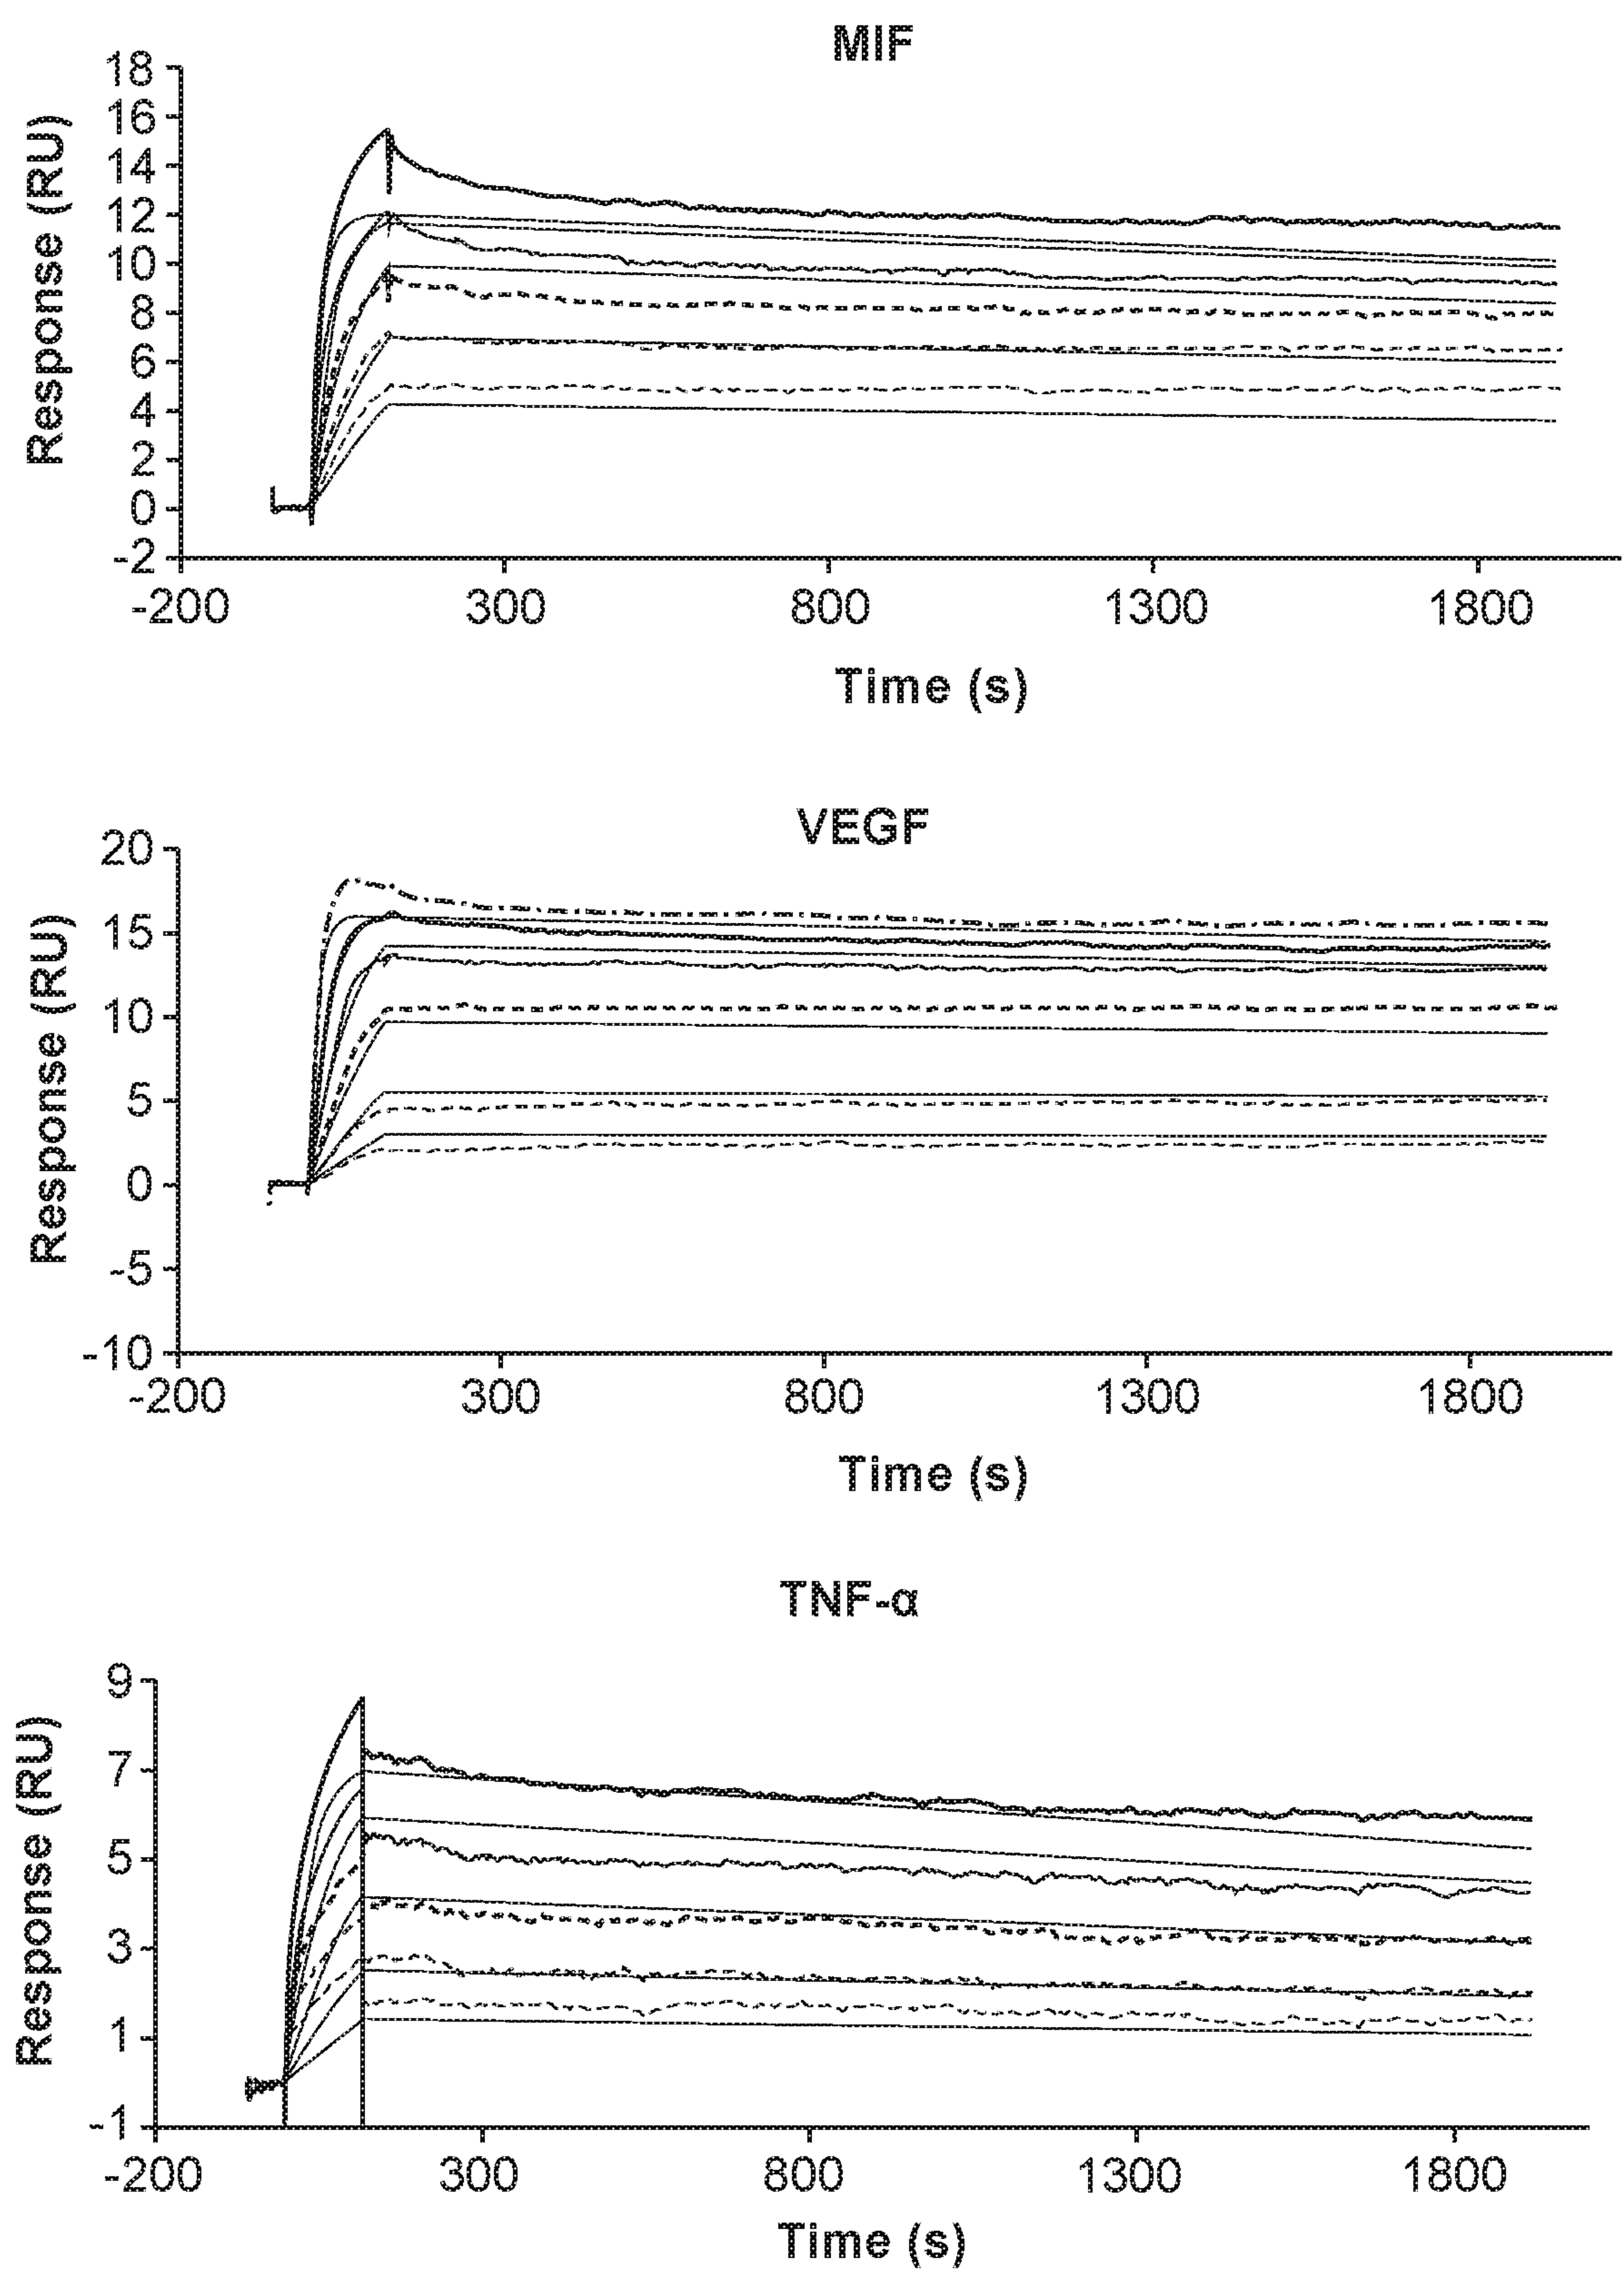 MIF
Response (RU)
18
16
14
12
10
8
6
4
2
0
-2
-200 300 800 1300 1800
Time (s)
VEGF
Response (RU)
20
15
10
5
0
-5
-10
-200 300 800 1300 1800
Time (s)
TNF-α
Response (RU)
9
7
5
3
1
-1
-200 300 800 1300 1800
Time (s)